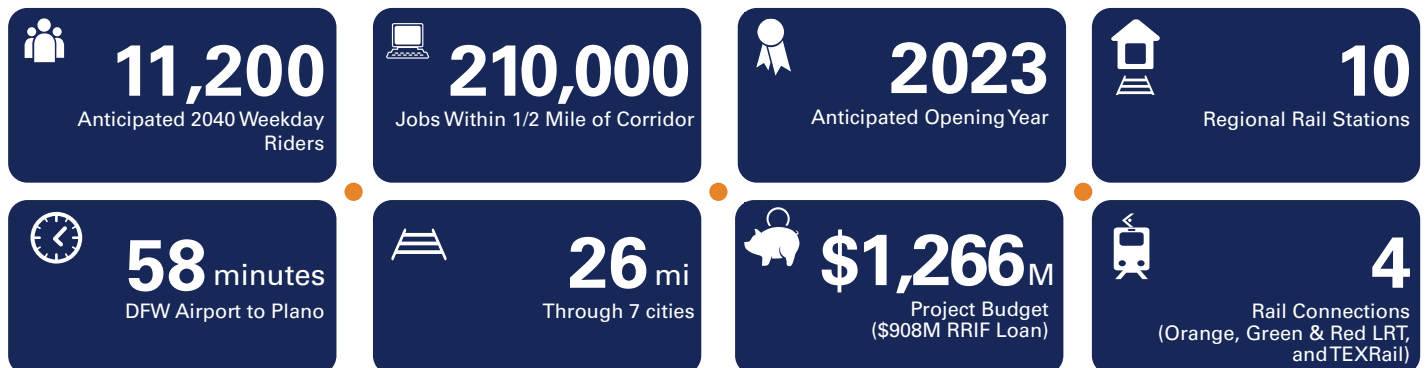 11,200
Anticipated 2040 Weekday
Riders
210,000
Jobs Within 1/2 Mile of Corridor
2023
Anticipated Opening Year
10
Regional Rail Stations
58 minutes
DFW Airport to Plano
26 mi
Through 7 cities
$1,266M
Project Budget
($908M RRIF Loan)
4
Rail Connections
(Orange, Green & Red LRT,
and TEXRail)